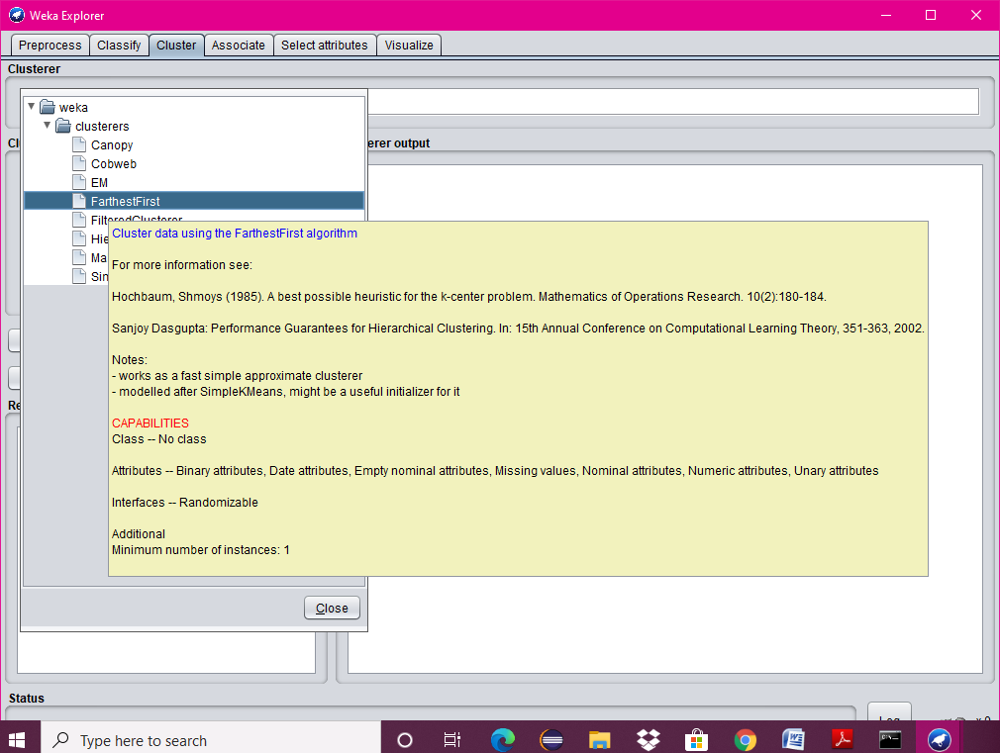 Weka Explorer
Preprocess Classify Cluster Associate Select attributes Visualize
Clusterer
weka
clusterers
Cl
erer output
Canopy
Cobweb
EM
FarthestFirst
FilteredClusterer
Hie
Ma
Sin
Cluster data using the FarthestFirst algorithm
For more information see:
Hochbaum, Shmoys (1985). A best possible heuristic for the k-center problem. Mathematics of Operations Research. 10(2):180-184.
Sanjoy Dasgupta: Performance Guarantees for Hierarchical Clustering. In: 15th Annual Conference on Computational Learning Theory, 351-363, 2002.
Notes:
- works as a fast simple approximate clusterer
- modelled after SimpleKMeans, might be a useful initializer for it
Re
CAPABILITIES
Class -- No class
Attributes -- Binary attributes, Date attributes, Empty nominal attributes, Missing values, Nominal attributes, Numeric attributes, Unary attributes
Interfaces -- Randomizable
Additional
Minimum number of instances: 1
Close
Status
Log
x 0
Type here to search